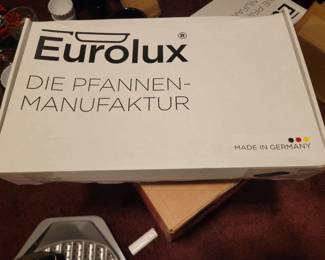 Eurolux®
DIE PFANNEN-
MANUFAKTUR
MADE IN GERMANY